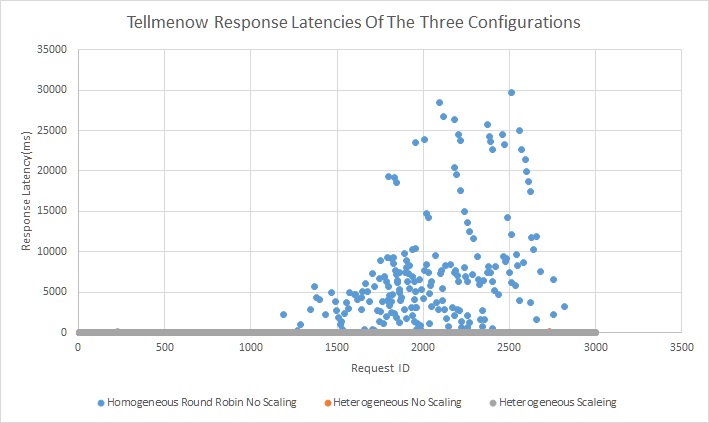 Tellmenow Response Latencies Of The Three Configurations
35000
30000
25000
20000
15000
10000
5000
0
Response Latency(ms)
0 500 1000 1500 2000 2500 3000 3500
Request ID
Homogeneous Round Robin No Scaling Heterogeneous No Scaling Heterogeneous Scaleing